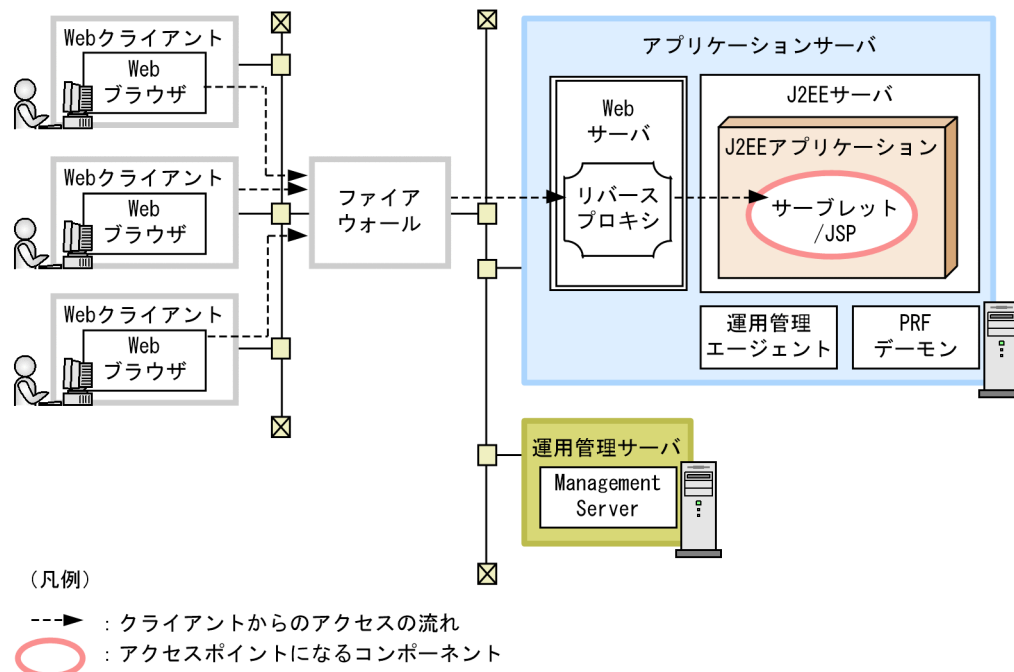 Webクライアント
Web
ブラウザ
Webクライアント
Web
ブラウザ
Webクライアント
Web
ブラウザ
ファイア
ウォール
アプリケーションサーバ
Web
サーバ
リバース
プロキシ
J2EEサーバ
J2EEアプリケーション
サーブレット
/JSP
運用管理
エージェント
PRF
デーモン
運用管理サーバ
Management
Server
(凡例)
：クライアントからのアクセスの流れ
：アクセスポイントになるコンポーネント